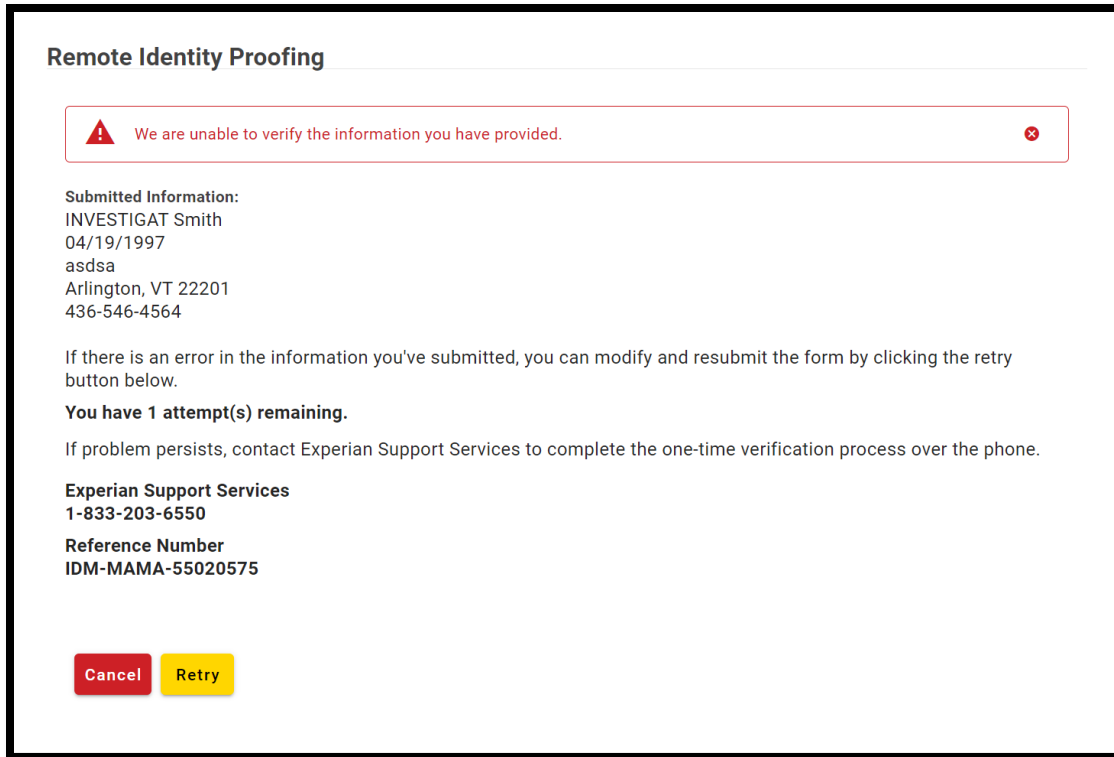 Remote Identity Proofing
We are unable to verify the information you have provided.
Submitted Information:
INVESTIGAT Smith
04/19/1997
asdsa
Arlington, VT 22201
436-546-4564
If there is an error in the information you've submitted, you can modify and resubmit the form by clicking the retry
button below.
You have 1 attempt(s) remaining.
If problem persists, contact Experian Support Services to complete the one-time verification process over the phone.
Experian Support Services
1-833-203-6550
Reference Number
IDM-MAMA-55020575
Cancel Retry